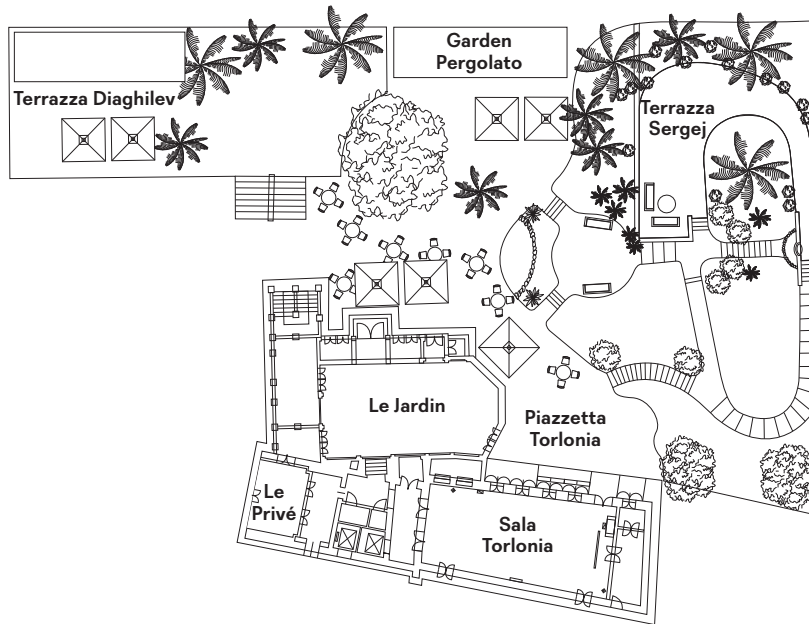 Garden
Pergolato
Terrazza Diaghilev
Terrazza
Sergej
Le Jardin
Piazzetta
Torlonia
Le
Privé
Sala
Torlonia